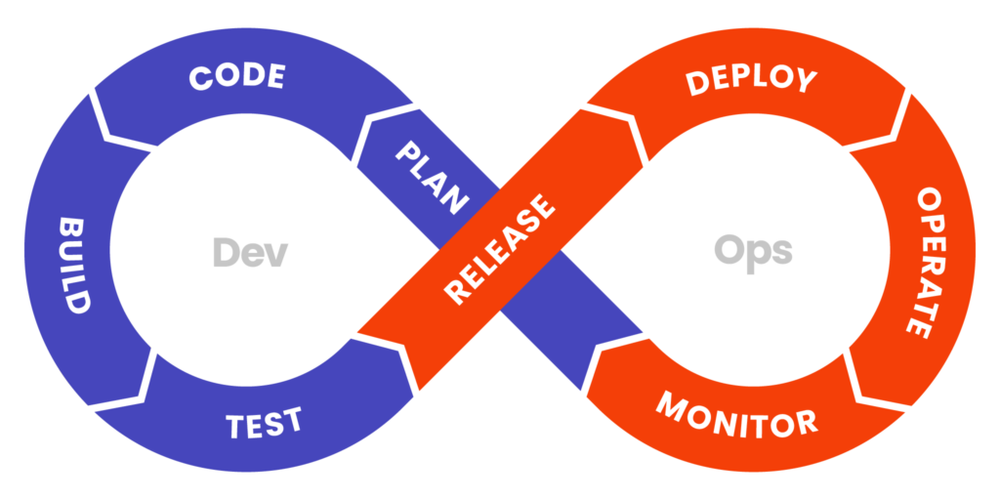 CODE
DEPLOY
PLAN
OPERATE
BUILD
Dev
RELEASE
Ops
TEST
MONITOR